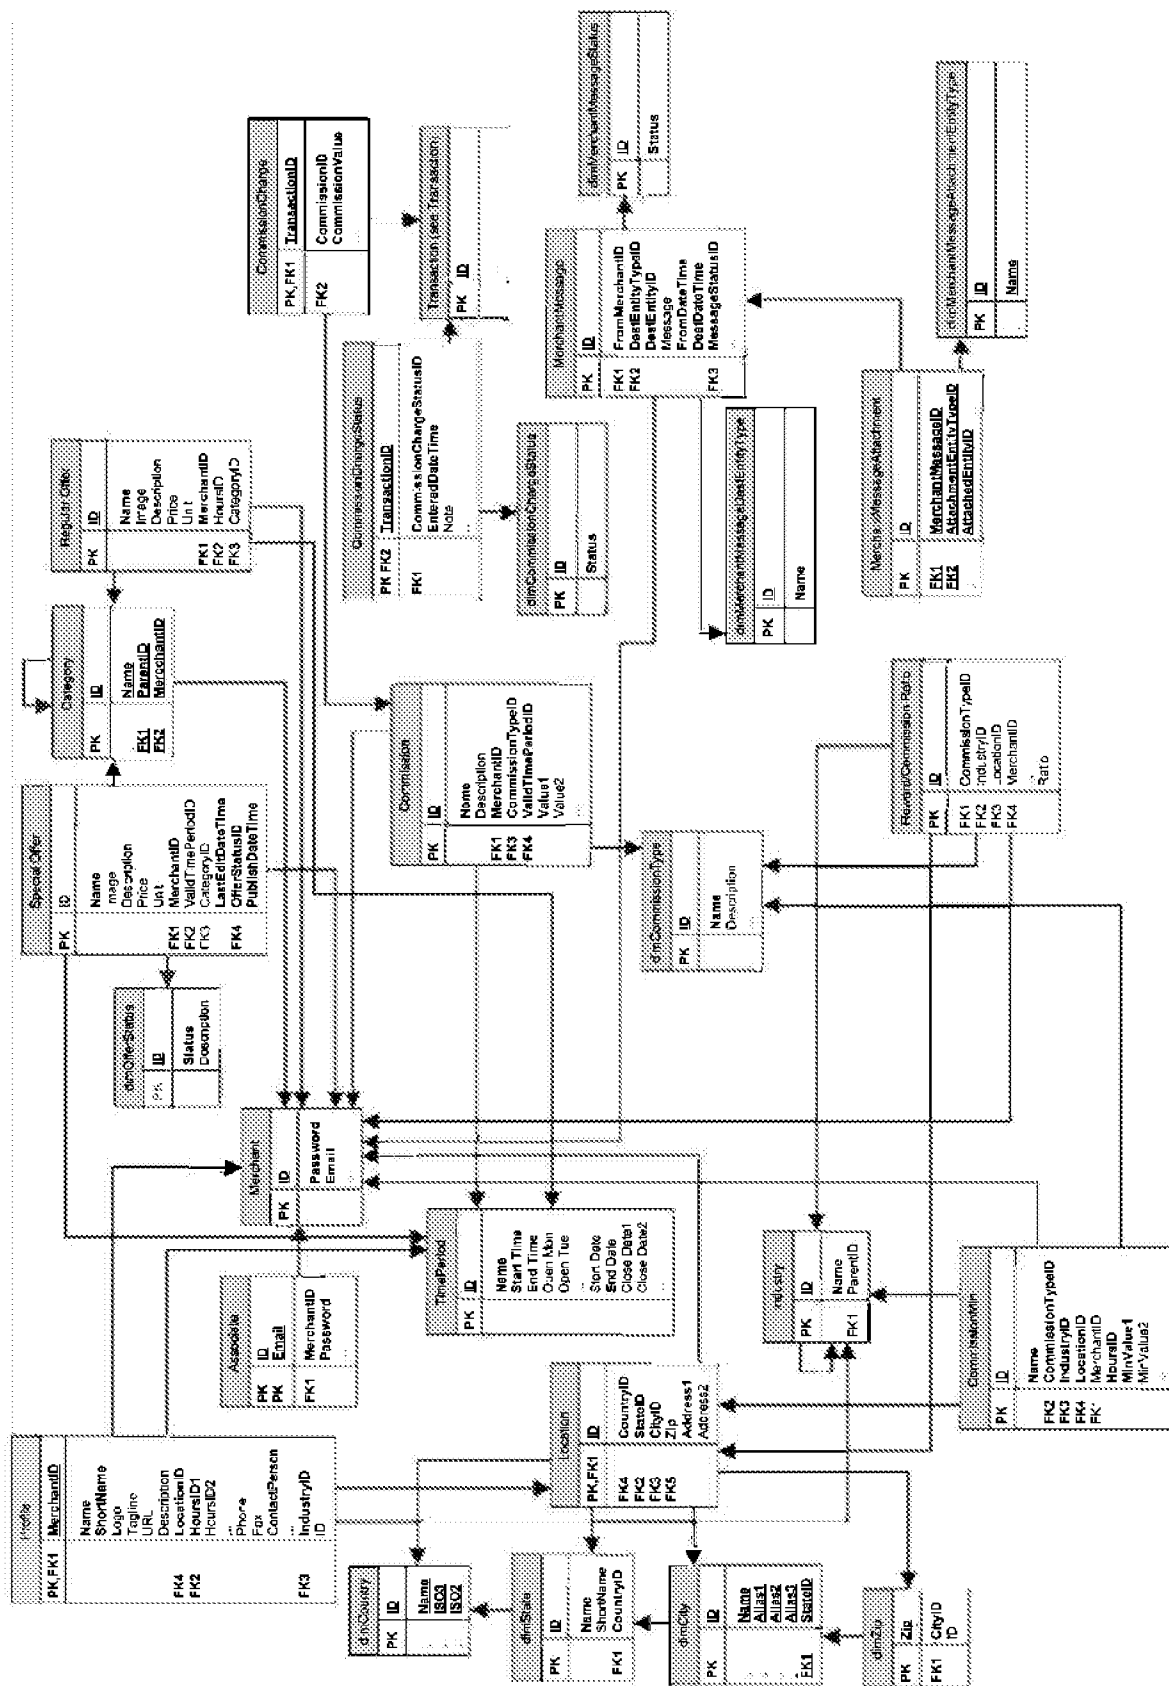 Profile
PK,FK1 MerchantID
Name
ShortName
Logo
Tagline
URL
Description
FK4 LocationID
FK2 HoursID1
HoursID2
Phone
Fax
ContactPerson
FK3 IndustryID
ID
Associate
PK ID
PK Email
FK1 MerchantID
Password
Merchant
PK ID
Password
Email
dimOfferStatus
PK ID
Status
Description
Special Offer
PK ID
Name
Image
Description
Price
Unit
FK1 MerchantID
FK2 ValidTimePeriodID
FK3 CategoryID
LastEditDateTime
FK4 OfferStatusID
PublishDateTime
Category
PK ID
Name
FK1 ParentID
FK2 MerchantID
Regular Offer
PK ID
Name
Image
Description
Price
Unit
FK1 MerchantID
FK2 HoursID
FK3 CategoryID
CommissionCharge
PK,FK1 TransactionID
FK2 CommissionID
CommissionValue
dimCountry
PK ID
Name
ISO3
ISO2
TimePeriod
PK ID
Name
Start Time
End Time
Open Mon
Open Tue
Start Date
End Date
Close Date1
Close Date2
Commission
PK ID
Name
Description
FK1 MerchantID
FK3 CommissionTypeID
FK4 ValidTimePeriodID
Value1
Value2
CommissionChargeStatus
PK FK2 TransactionID
FK1 CommissionChargeStatusID
EnteredDateTime
Note
Transaction (see Transaction)
PK ID
dimState
PK ID
Name
ShortName
FK1 CountryID
Location
PK,FK1 ID
FK4 CountryID
FK2 StateID
FK3 CityID
FK5 Zip
Address1
Address2
dimCommissionChargeStatus
PK ID
Status
MerchantMessage
PK ID
FK1 FromMerchantID
FK2 DestEntityTypeID
DestEntityID
Message
FromDateTime
DestDateTime
FK3 MessageStatusID
dimMerchantMessageStatus
PK ID
Status
dimCity
PK ID
Name
Alias1
Alias2
Alias3
FK1 StateID
dimCommissionType
PK ID
Name
Description
dimMerchantMessageDestEntityType
PK ID
Name
Industry
PK ID
Name
FK1 ParentID
dimZip
PK Zip
FK1 CityID
ID
CommissionMin
PK ID
Name
FK2 CommissionTypeID
FK3 IndustryID
FK4 LocationID
FK1 MerchantID
HoursID
MinValue1
MinValue2
Reward/Commission Ratio
PK ID
FK1 CommissionTypeID
FK2 IndustryID
FK3 LocationID
FK4 MerchantID
Ratio
MerchantMessageAttachment
PK ID
FK1 MerchantMessageID
FK2 AttachmentEntityTypeID
AttachedEntityID
dimMerchantMessageAttachmentEntityType
PK ID
Name